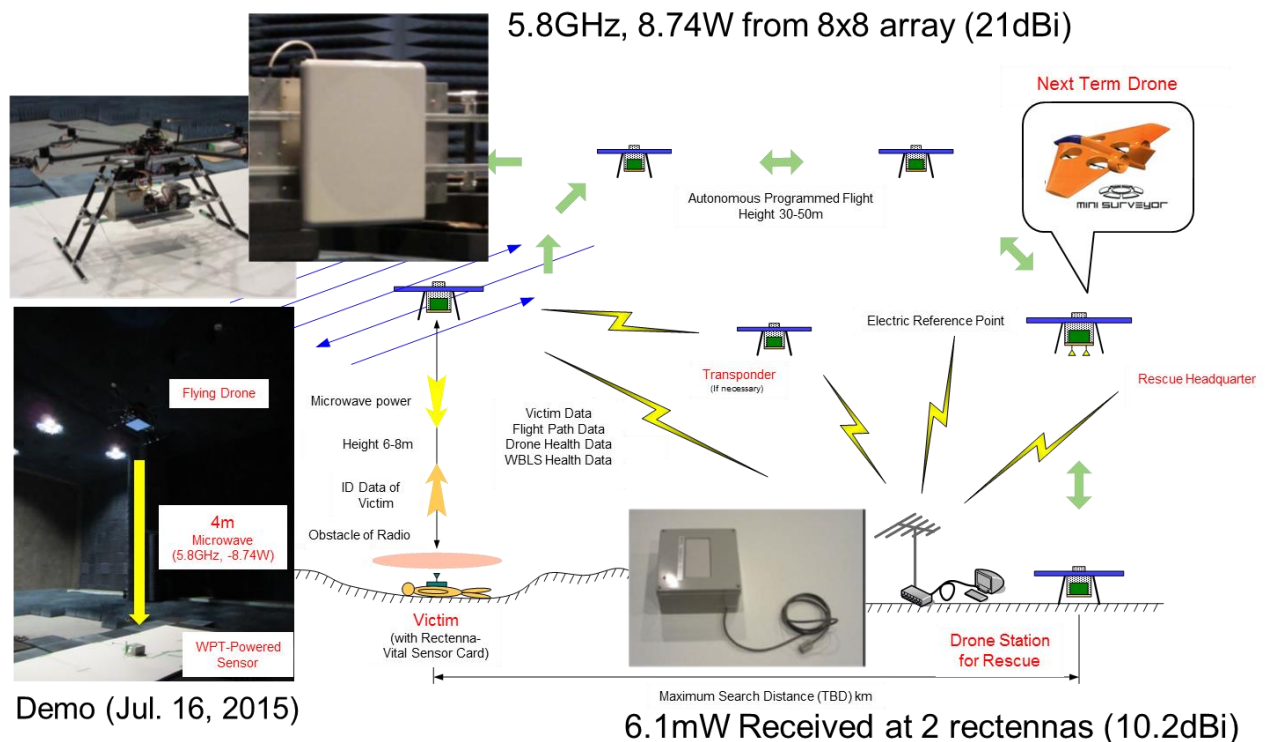 5.8GHz, 8.74W from 8x8 array (21dBi)
Next Term Drone
MINI SURVEYOR
Autonomous Programmed Flight
Height 30-50m
Electric Reference Point
Flying Drone
Transponder
(If necessary)
Rescue Headquarter
Microwave power
Height 6-8m
ID Data of
Victim
Obstacle of Radio
Victim Data
Flight Path Data
Drone Health Data
WBLS Health Data
4m
Microwave
(5.8GHz, -8.74W)
WPT-Powered
Sensor
Victim
(with Rectenna-
Vital Sensor Card)
Drone Station
for Rescue
Maximum Search Distance (TBD) km
Demo (Jul. 16, 2015)
6.1mW Received at 2 rectennas (10.2dBi)